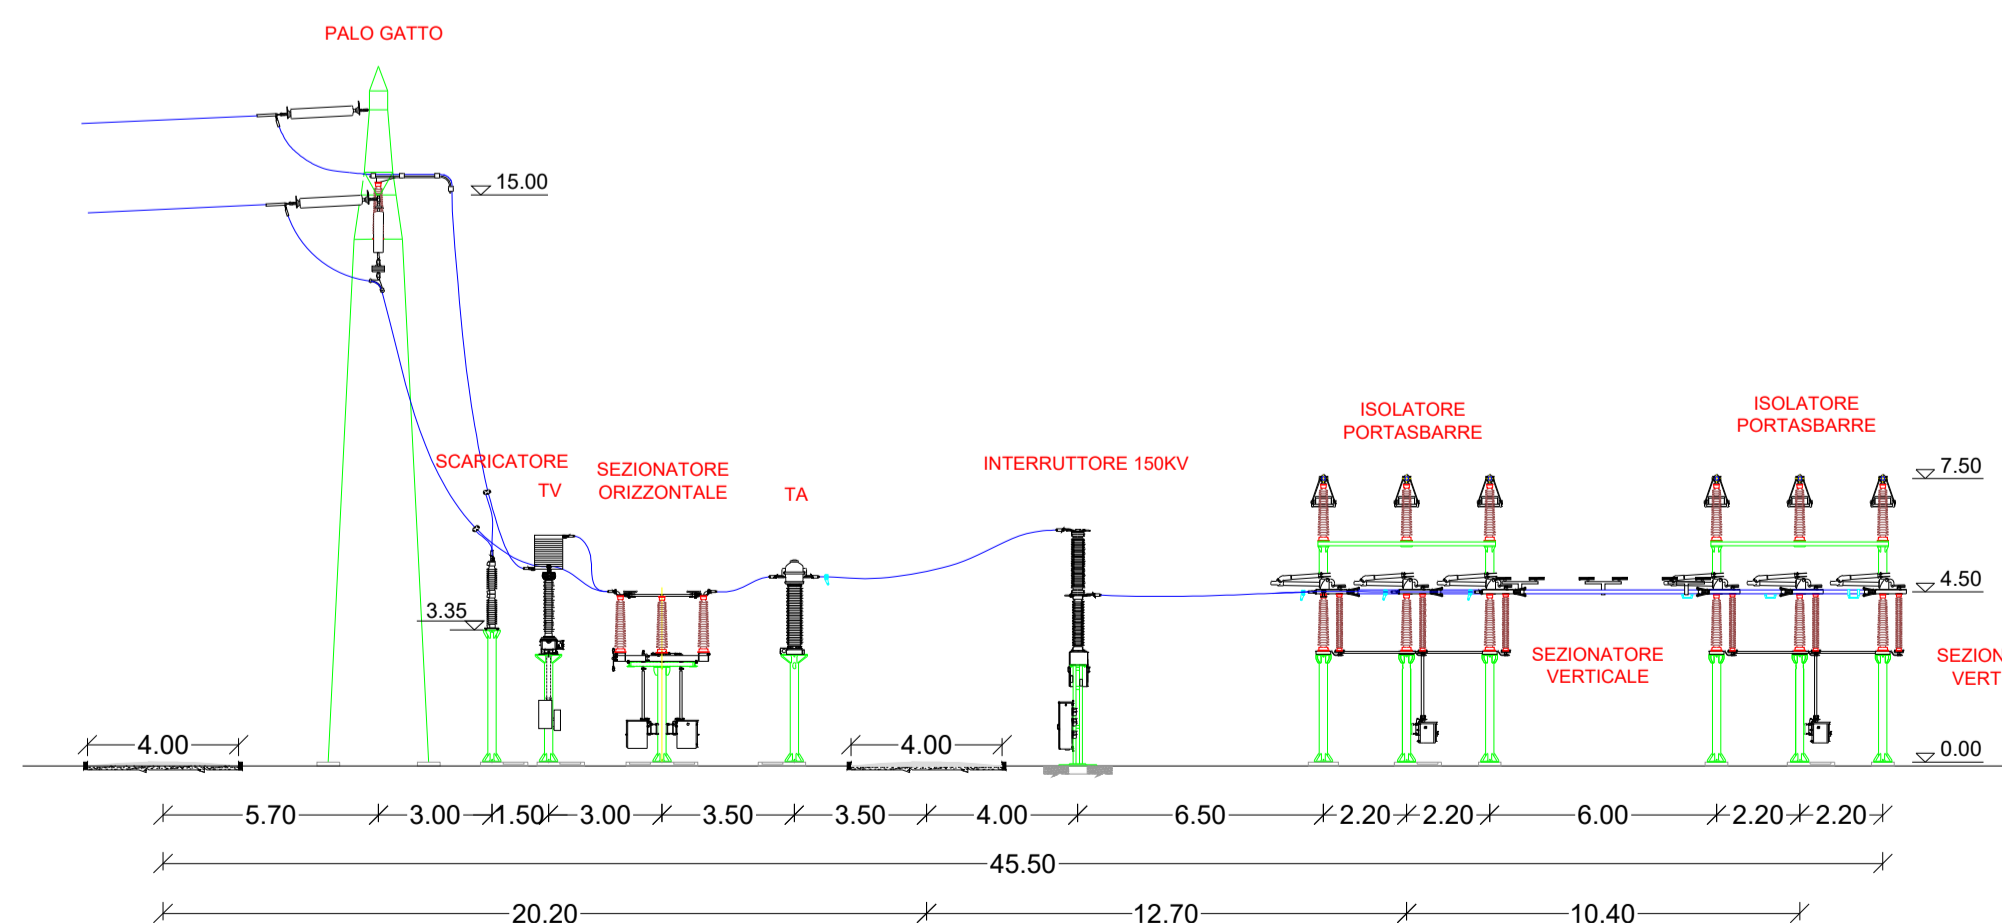 PALO GATTO
15.00
ISOLATORE
PORTASBARRE
ISOLATORE
PORTASBARRE
SCARICATORE
TV
SEZIONATORE
ORIZZONTALE
TA
INTERRUTTORE 150KV
7.50
4.50
3.35
SEZIONATORE
VERTICALE
SEZION
VERT
4.00
4.00
0.00
5.70 3.00 1.50 3.00 3.50 3.50 4.00 6.50 2.20 2.20 6.00 2.20 2.20
45.50
20.20 12.70 10.40